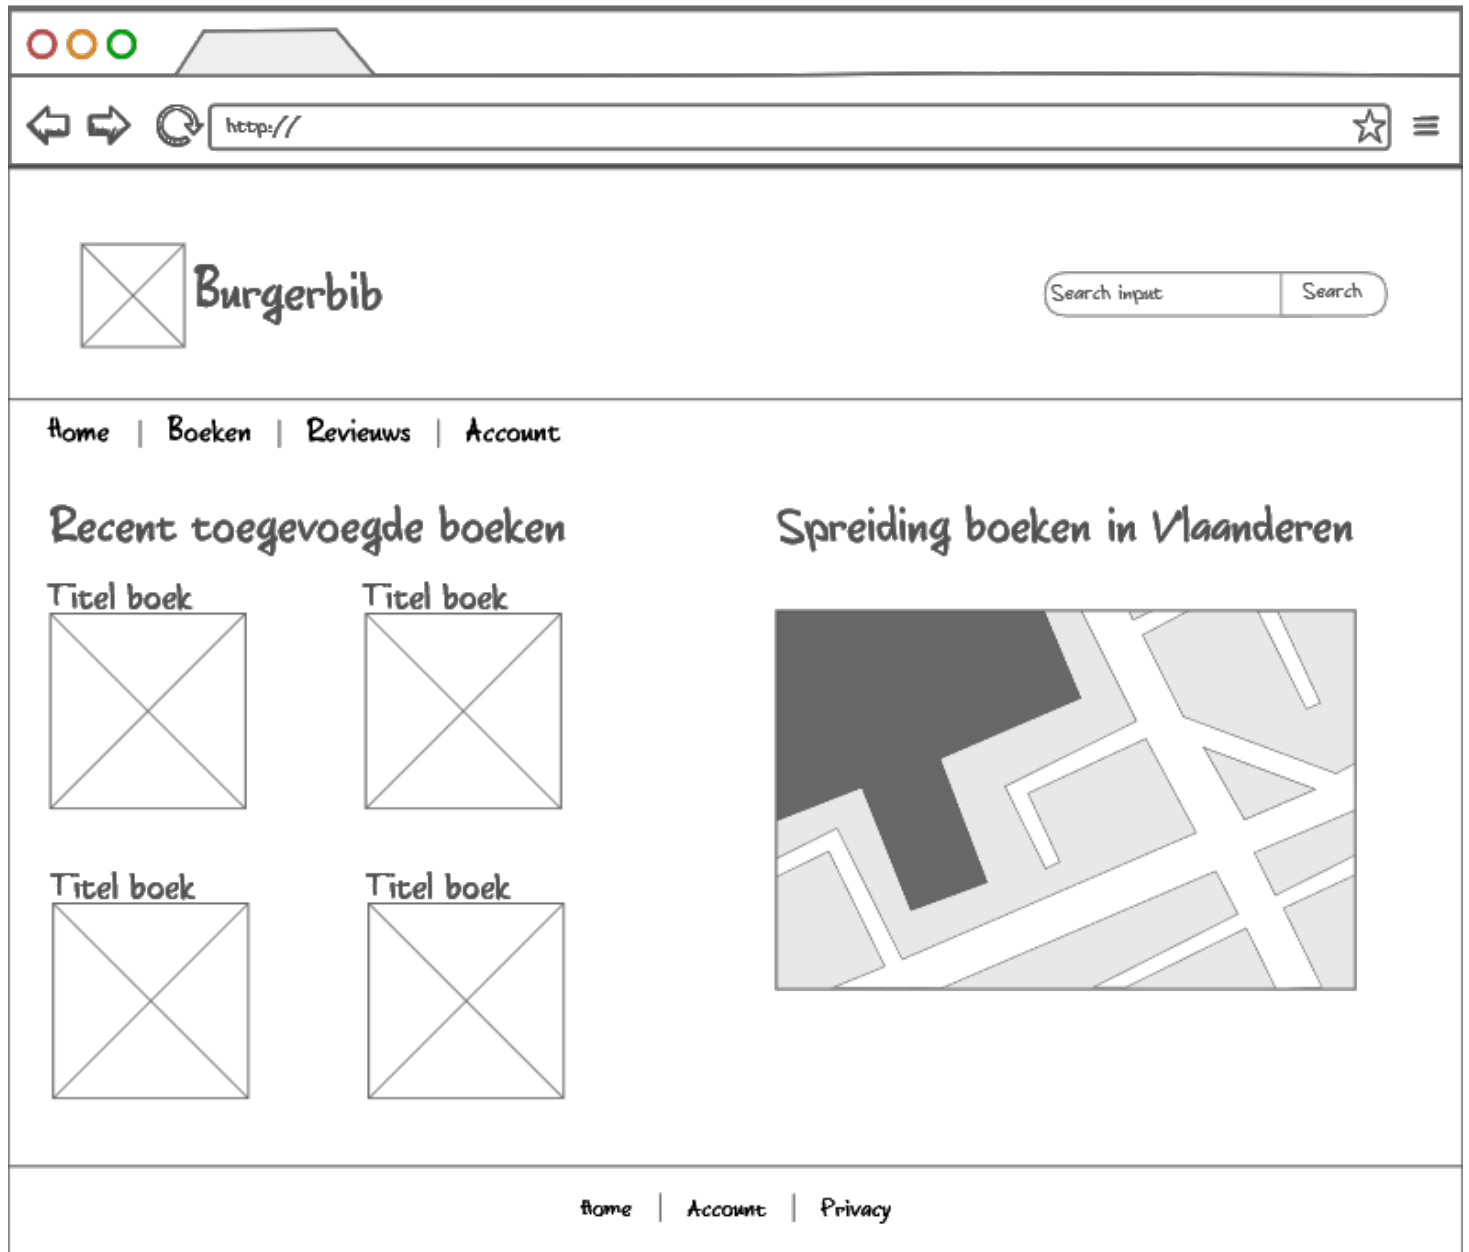 http://
Burgerbib
Search input Search
Home | Boeken | Revieuws | Account
Recent toegevoegde boeken
Spreiding boeken in Vlaanderen
Titel boek
Titel boek
Titel boek
Titel boek
Home | Account | Privacy